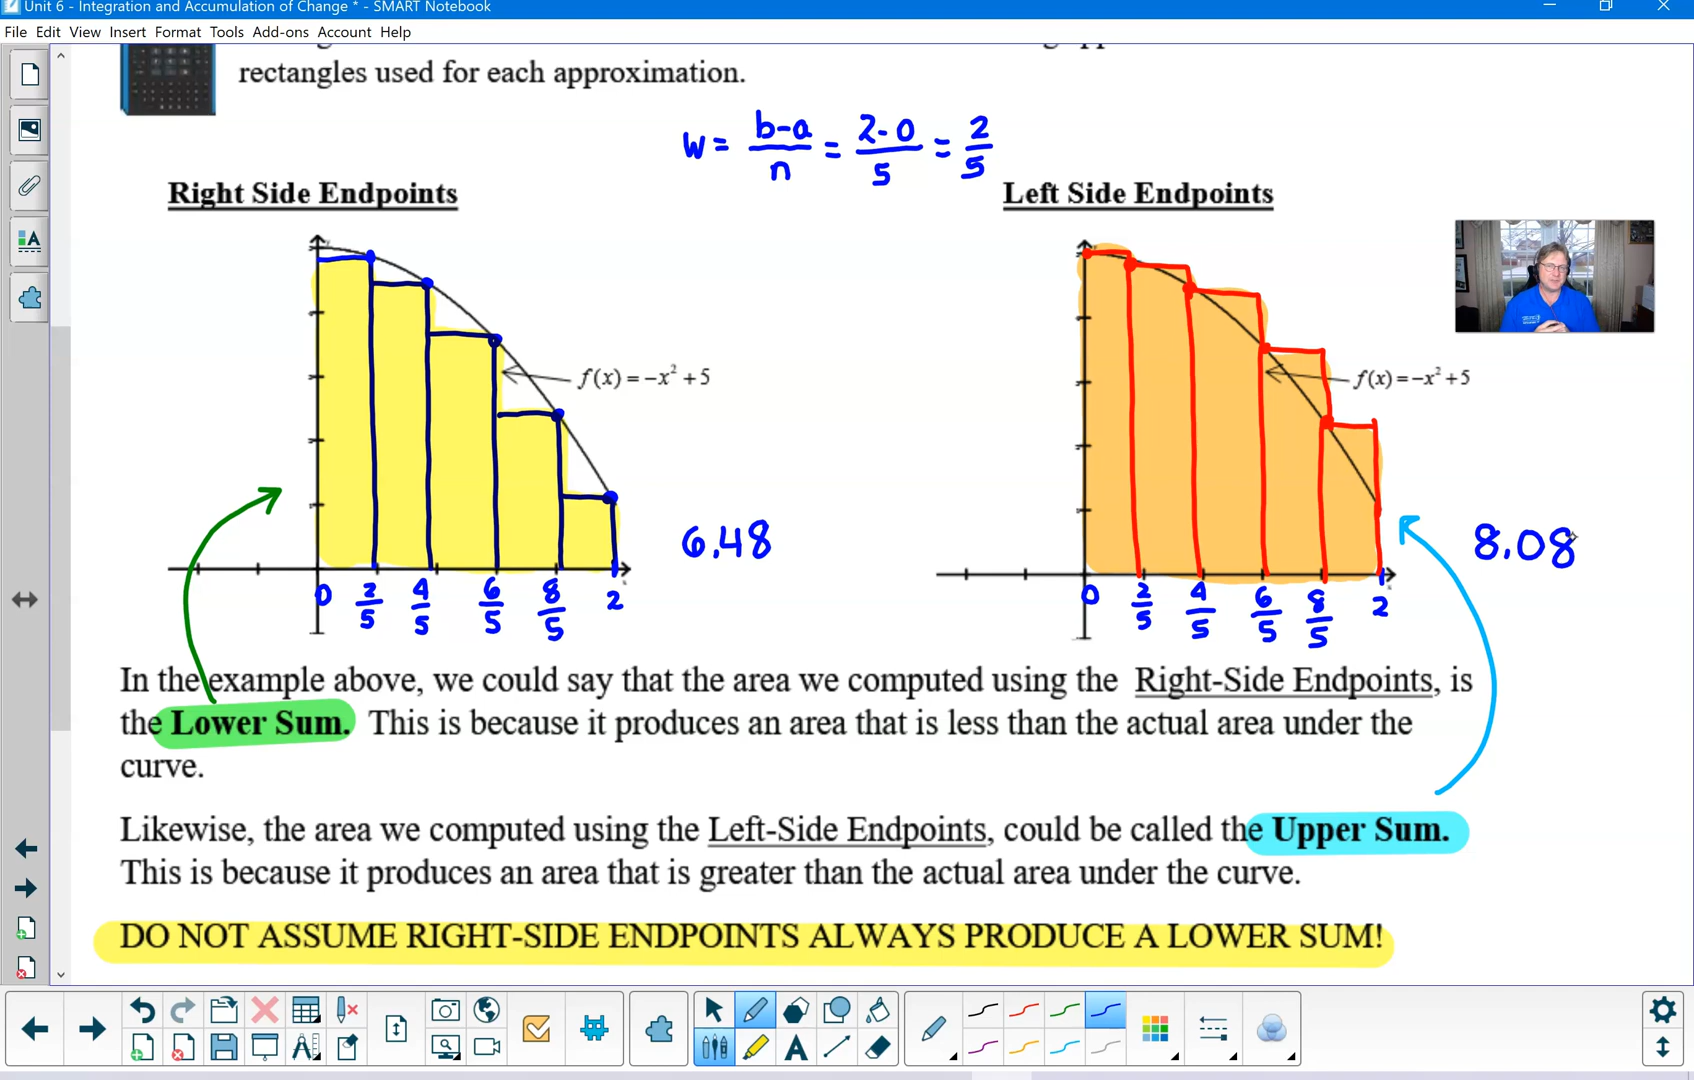 Unit 6 - Integration and Accumulation of Change * - SMART Notebook
File Edit View Insert Format Tools Add-ons Account Help
rectangles used for each approximation.
W = b-a / n = 2-0 / 5 = 2/5
Right Side Endpoints
Left Side Endpoints
f(x) = -x² + 5
f(x) = -x² + 5
6.48
8.08
0 2/5 4/5 6/5 8/5 2
0 2/5 4/5 6/5 8/5 2
In the example above, we could say that the area we computed using the Right-Side Endpoints, is
the Lower Sum. This is because it produces an area that is less than the actual area under the
curve.
Likewise, the area we computed using the Left-Side Endpoints, could be called the Upper Sum.
This is because it produces an area that is greater than the actual area under the curve.
DO NOT ASSUME RIGHT-SIDE ENDPOINTS ALWAYS PRODUCE A LOWER SUM!